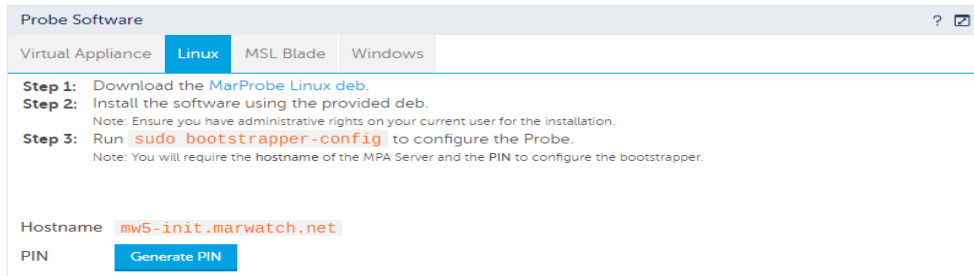 Probe Software ?
Virtual Appliance Linux MSL Blade Windows
Step 1: Download the MarProbe Linux deb.
Step 2: Install the software using the provided deb.
Note: Ensure you have administrative rights on your current user for the installation.
Step 3: Run sudo bootstrapper-config to configure the Probe.
Note: You will require the hostname of the MPA Server and the PIN to configure the bootstrapper.
Hostname mw5-init.marwatch.net
PIN Generate PIN